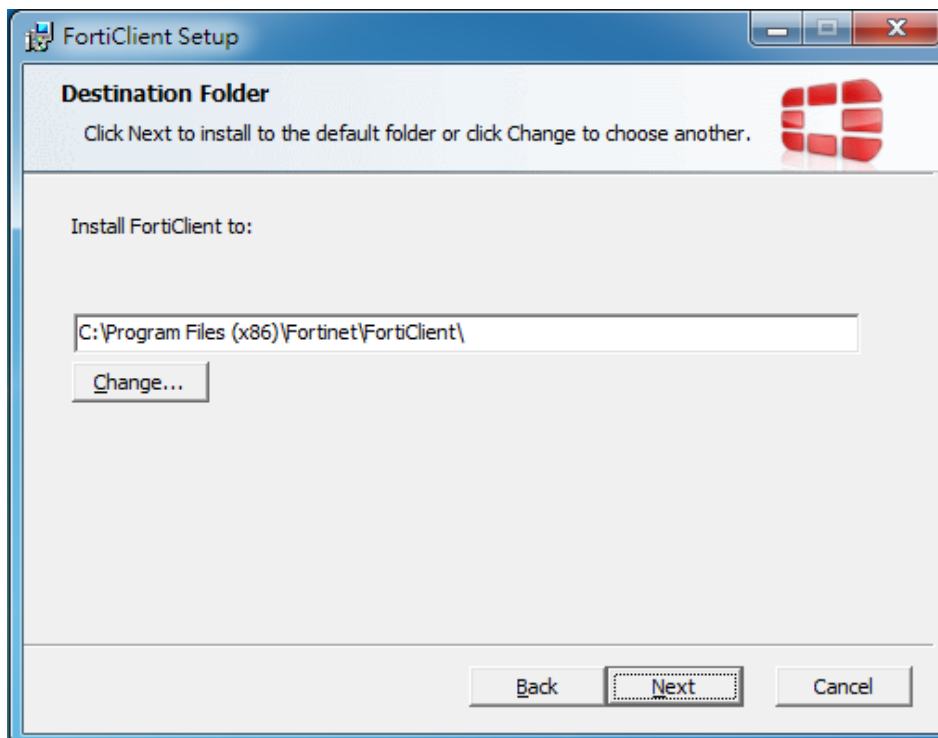 FortiClient Setup
Destination Folder
Click Next to install to the default folder or click Change to choose another.
Install FortiClient to:
C:\Program Files (x86)\Fortinet\FortiClient\
Change...
Back Next Cancel